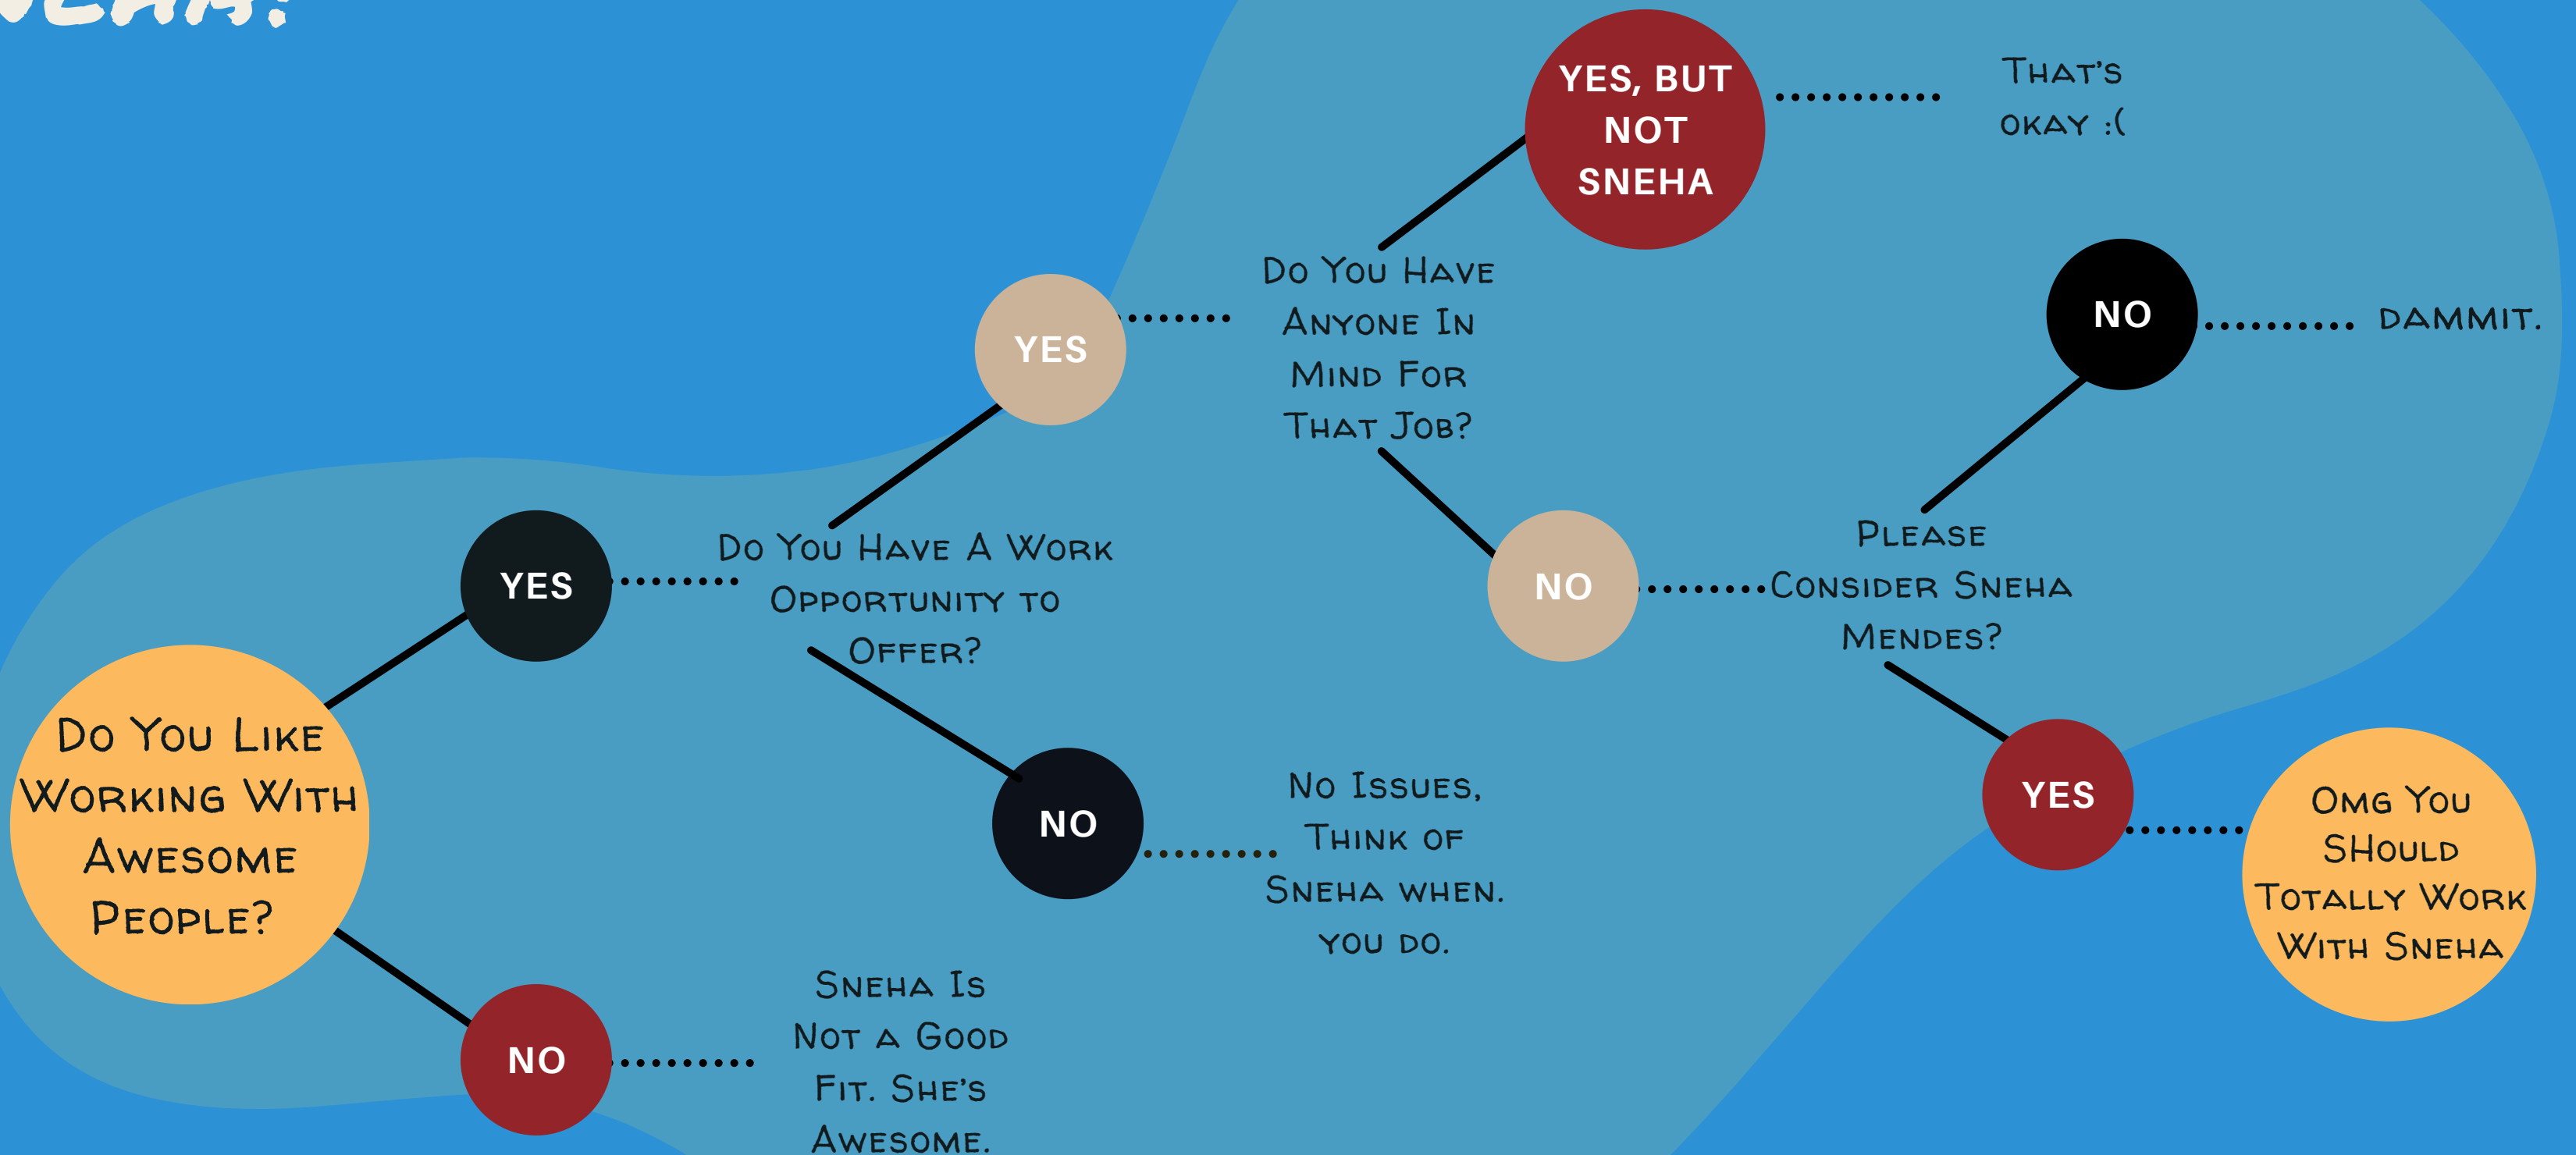 YES, BUT
NOT
SNEHA
That's
okay :(
Do You Have
Anyone In
Mind For
That Job?
YES
NO
DAMMIT.
YES
Do You Have A Work
Opportunity to
Offer?
NO
Please
Consider Sneha
Mendes?
Do You Like
Working With
Awesome
People?
NO
No Issues,
Think of
Sneha when.
you do.
YES
Omg You
SHould
Totally Work
With Sneha
NO
Sneha Is
Not a Good
Fit. She's
Awesome.